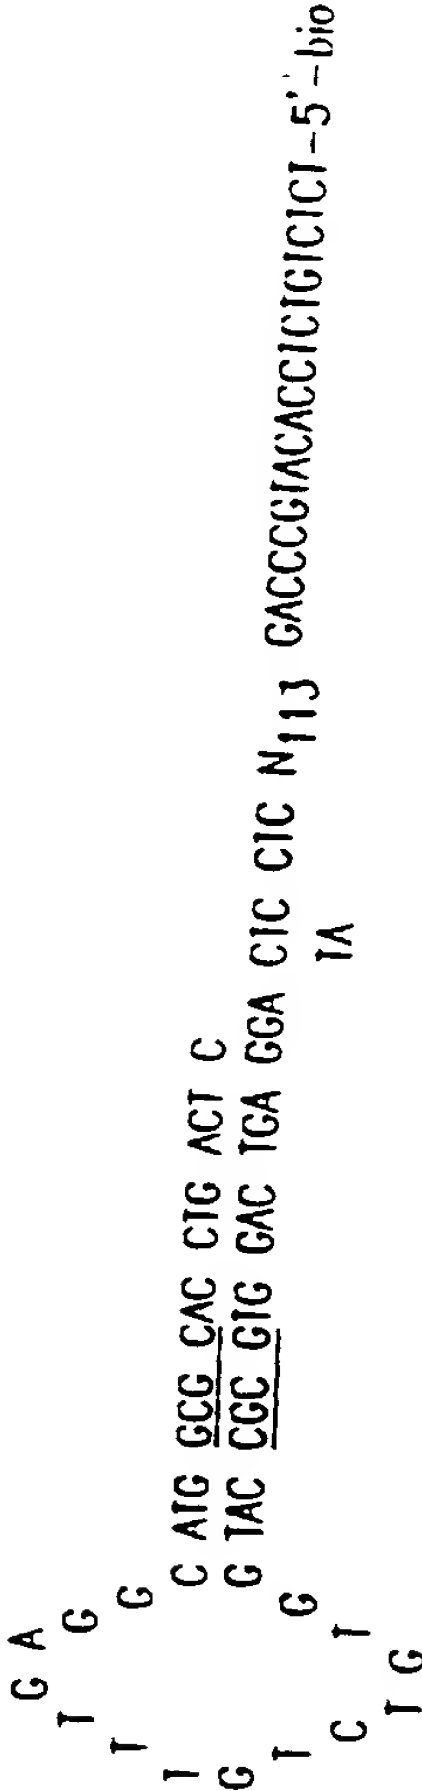 T T T G A G G C ATG GCG CAC CTG ACT C
G T C T G T G G TAC CGC GTG GAC TGA GGA CTC CTC N113 GACCCGTACACCTCTGTCTCT-5'-bio
TA